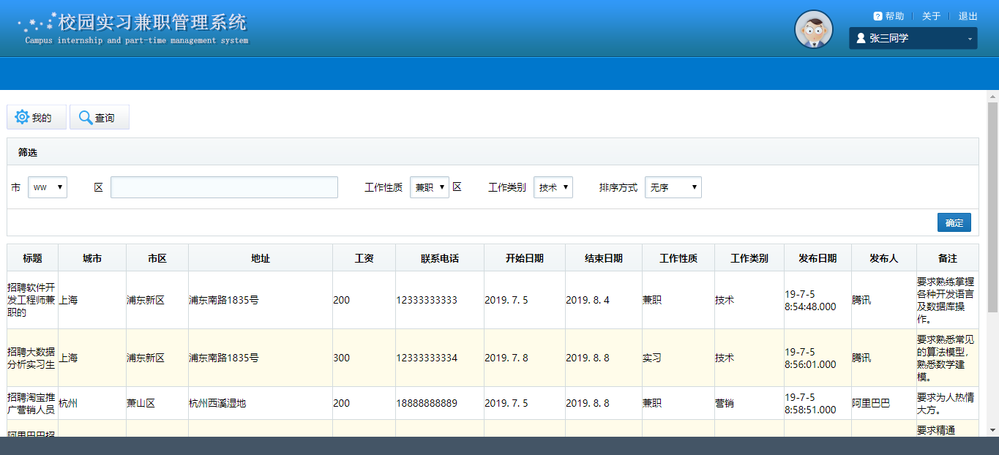 校园实习兼职管理系统
Campus internship and part-time management system
? 帮助 关于 退出
张三同学
我的 查询
筛选
市 ww 区 工作性质 兼职 区 工作类别 技术 排序方式 无序
确定
标题 城市 市区 地址 工资 联系电话 开始日期 结束日期 工作性质 工作类别 发布日期 发布人 备注
招聘软件开
发工程师兼
职的
上海 浦东新区 浦东南路1835号 200 12333333333 2019. 7. 5 2019. 8. 4 兼职 技术
19-7-5
8:54:48.000
腾讯
要求熟练掌握
各种开发语言
及数据库操
作。
招聘大数据
分析实习生
上海 浦东新区 浦东南路1835号 300 12333333334 2019. 7. 8 2019. 8. 8 实习 技术
19-7-5
8:56:01.000
腾讯
要求熟悉常见
的算法模型，
熟悉数学建
模。
招聘淘宝推
广营销人员
杭州 萧山区 杭州西溪湿地 200 18888888889 2019. 7. 5 2019. 8. 8 兼职 营销
19-7-5
8:58:51.000
阿里巴巴
要求为人热情
大方。
阿里巴巴招
要求精通